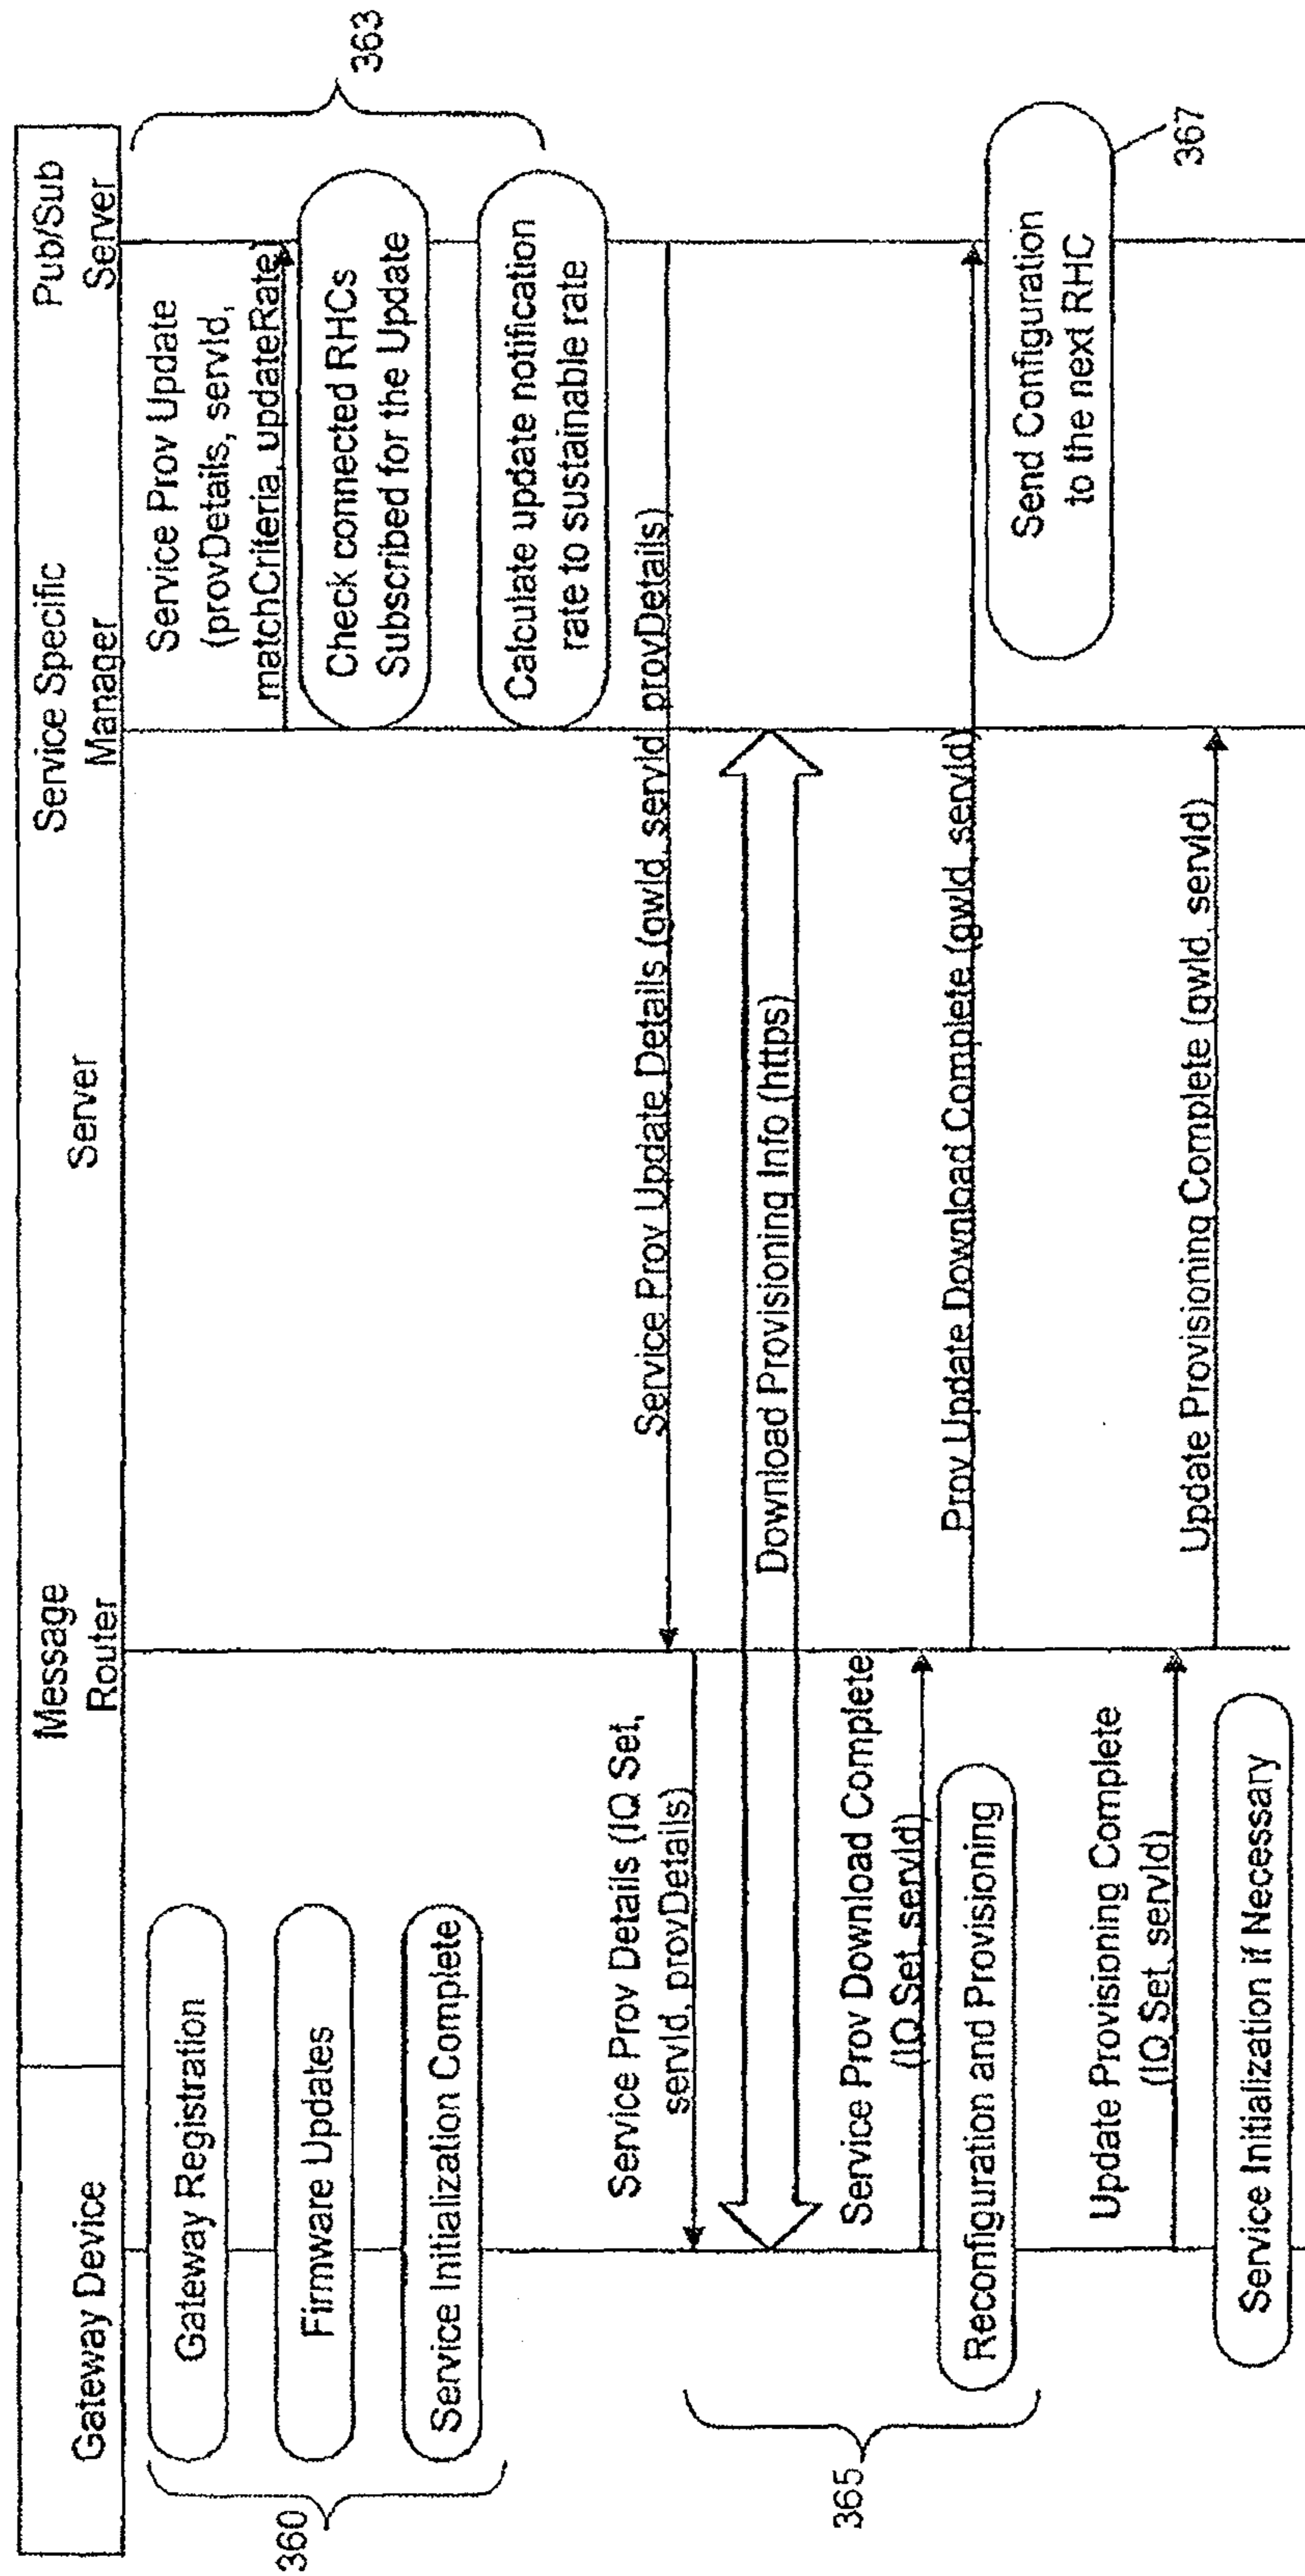 Gateway Device
Server
Message
Router
Service Specific
Manager
Pub/Sub
Server
Gateway Registration
Firmware Updates
Service Initialization Complete
360
Service Prov Update
(provDetails, servId,
matchCriteria, updateRate)
Check connected RHCs
Subscribed for the Update
Calculate update notification
rate to sustainable rate
363
Service Prov Update Details (gwId, servId, provDetails)
Service Prov Details (IQ Set,
servId, provDetails)
Download Provisioning Info (https)
Service Prov Download Complete
(IQ Set, servId)
Prov Update Download Complete (gwId, servId)
Reconfiguration and Provisioning
365
Send Configuration
to the next RHC
367
Update Provisioning Complete
(IQ Set, servId)
Update Provisioning Complete (gwId, servId)
Service Initialization if Necessary